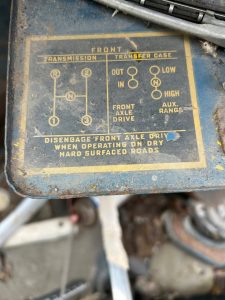 FRONT
TRANSMISSION TRANSFER CASE
R 2 OUT LOW
N IN N
HIGH
1 3 FRONT AUX.
AXLE RANGE
DRIVE
DISENGAGE FRONT AXLE DRIVE
WHEN OPERATING ON DRY
HARD SURFACED ROADS